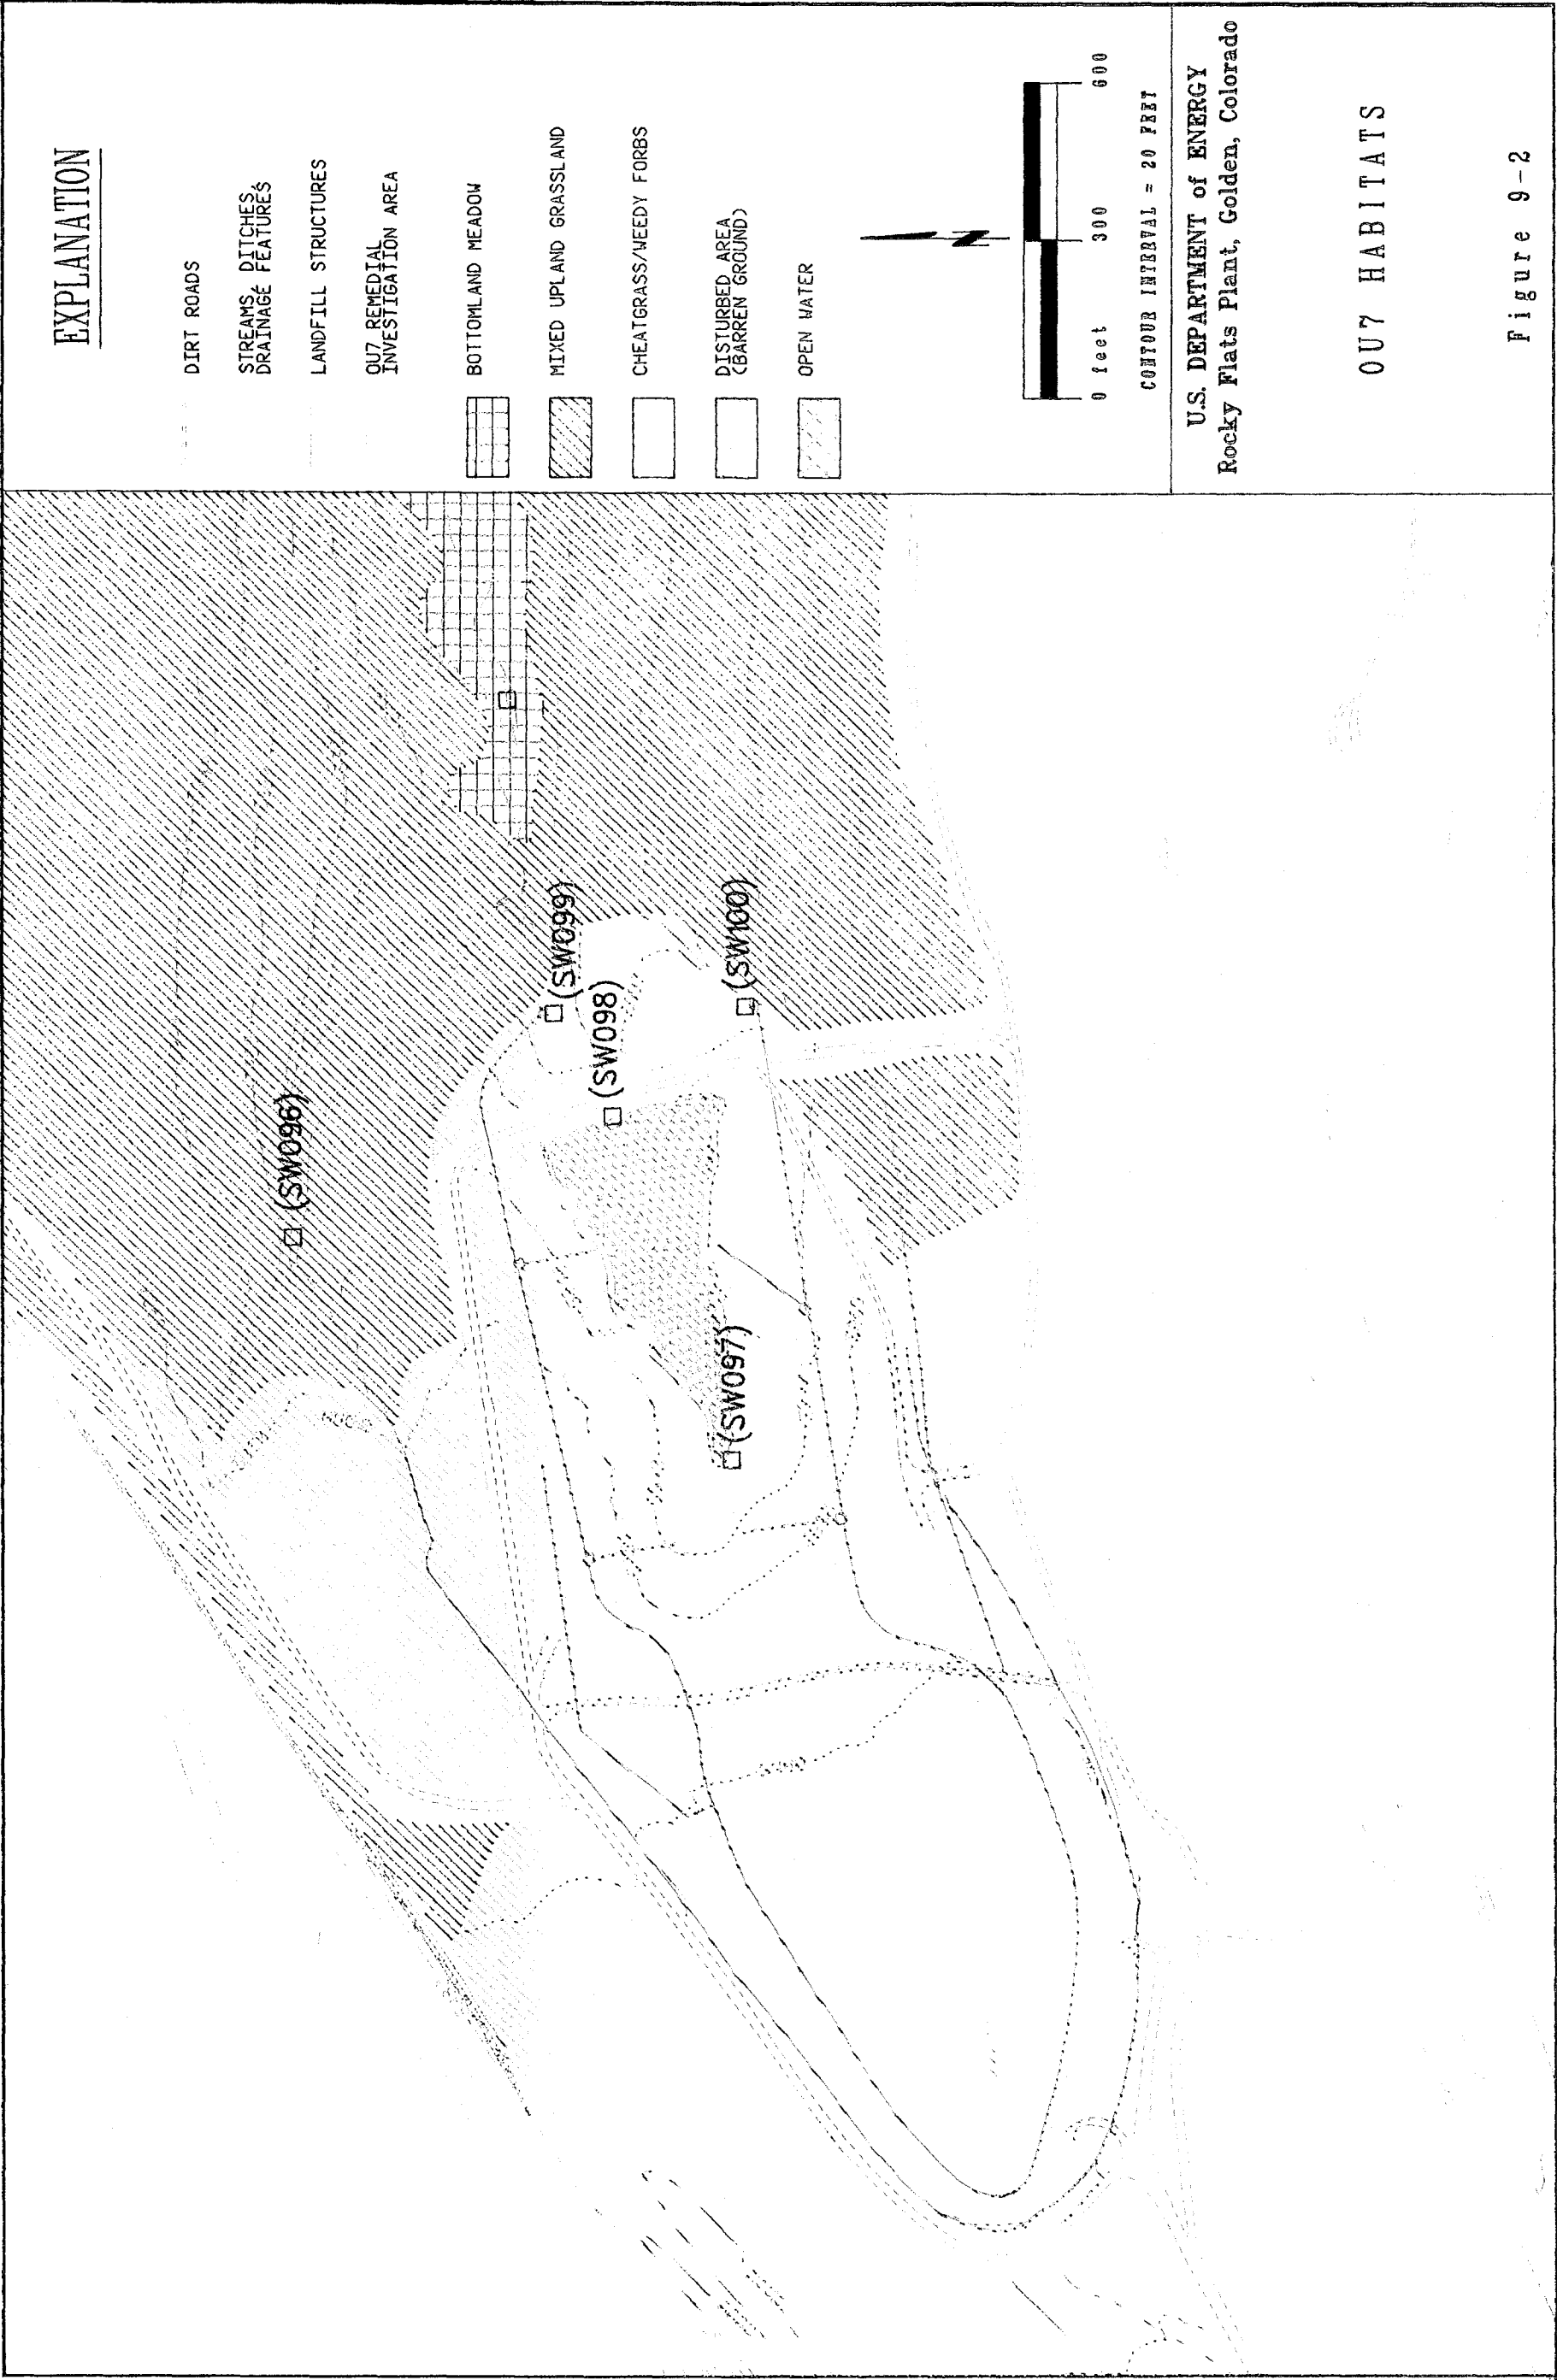 EXPLANATION
DIRT ROADS
STREAMS, DITCHES,
DRAINAGE FEATURES
LANDFILL STRUCTURES
OU7 REMEDIAL
INVESTIGATION AREA
BOTTOMLAND MEADOW
MIXED UPLAND GRASSLAND
CHEATGRASS/WEEDY FORBS
DISTURBED AREA
(BARREN GROUND)
OPEN WATER
N
0 feet 300 600
CONTOUR INTERVAL = 20 FEET
U.S. DEPARTMENT of ENERGY
Rocky Flats Plant, Golden, Colorado
OU7 HABITATS
Figure 9-2
(SW096)
(SW099)
(SW098)
(SW100)
(SW097)